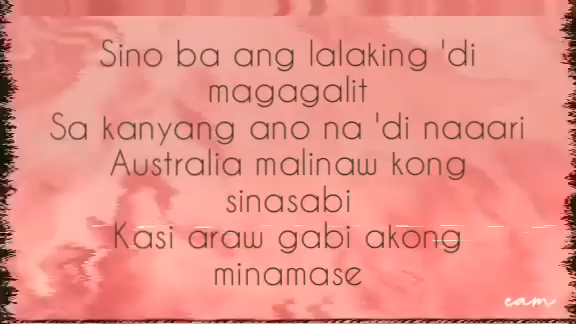 Sino ba ang lalaking 'di
magagalit
Sa kanyang ano na 'di naaari
Australia malinaw kong
sinasabi
Kasi araw gabi akong
minamase
eam